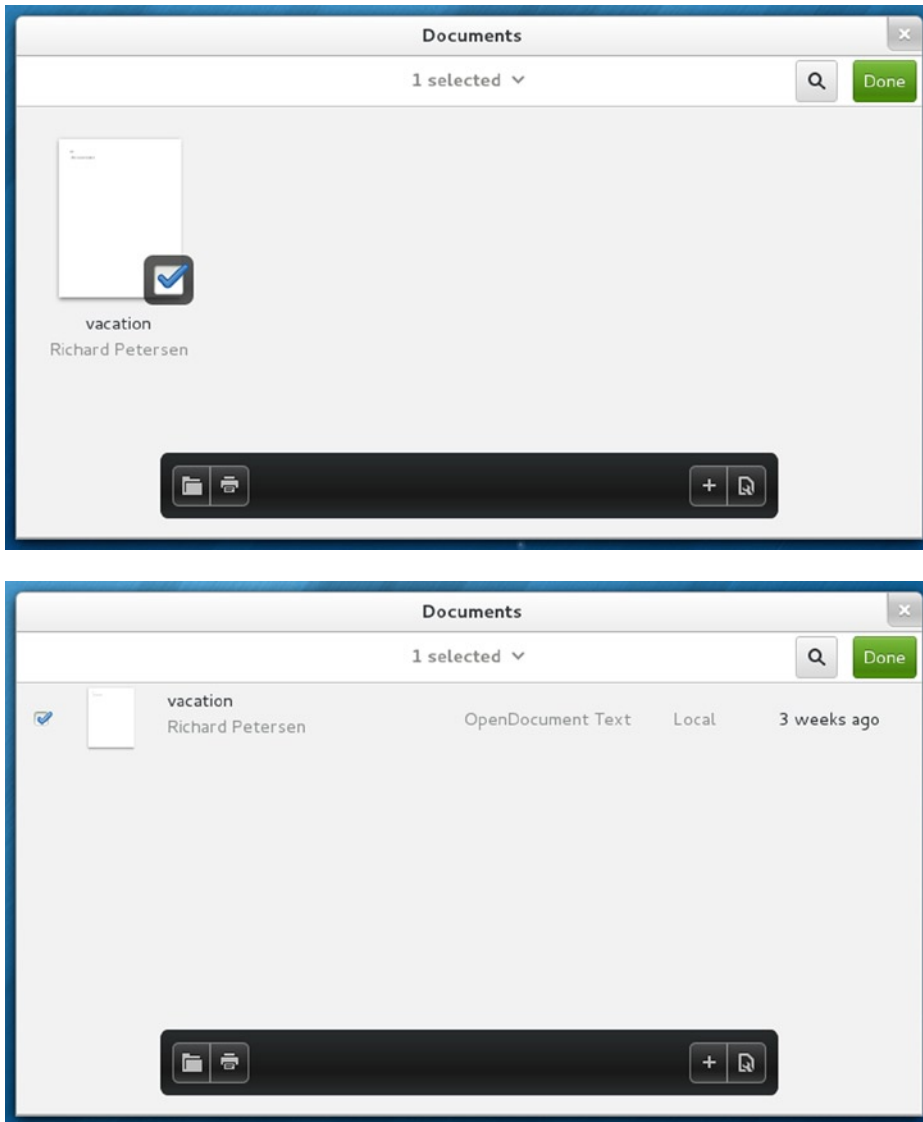 Documents
1 selected
Done
vacation
Richard Petersen
Documents
1 selected
Done
vacation
Richard Petersen
OpenDocument Text Local 3 weeks ago